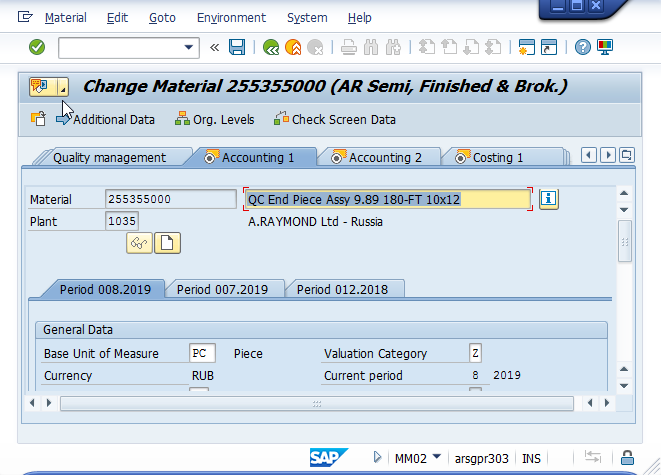 Material Edit Goto Environment System Help
Change Material 255355000 (AR Semi, Finished & Brok.)
Additional Data Org. Levels Check Screen Data
Quality management Accounting 1 Accounting 2 Costing 1
Material 255355000 QC End Piece Assy 9.89 180-FT 10x12
Plant 1035 A.RAYMOND Ltd - Russia
Period 008.2019 Period 007.2019 Period 012.2018
General Data
Base Unit of Measure PC Piece Valuation Category Z
Currency RUB Current period 8 2019
SAP MM02 arsgpr303 INS